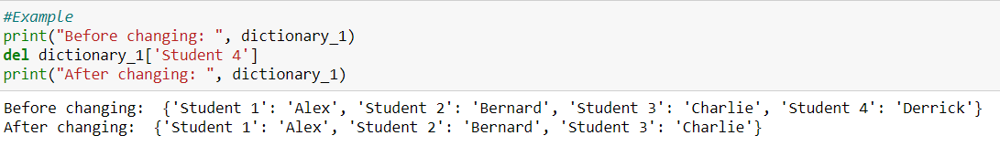 #Example
print("Before changing: ", dictionary_1)
del dictionary_1['Student 4']
print("After changing: ", dictionary_1)
Before changing:  {'Student 1': 'Alex', 'Student 2': 'Bernard', 'Student 3': 'Charlie', 'Student 4': 'Derrick'}
After changing:  {'Student 1': 'Alex', 'Student 2': 'Bernard', 'Student 3': 'Charlie'}